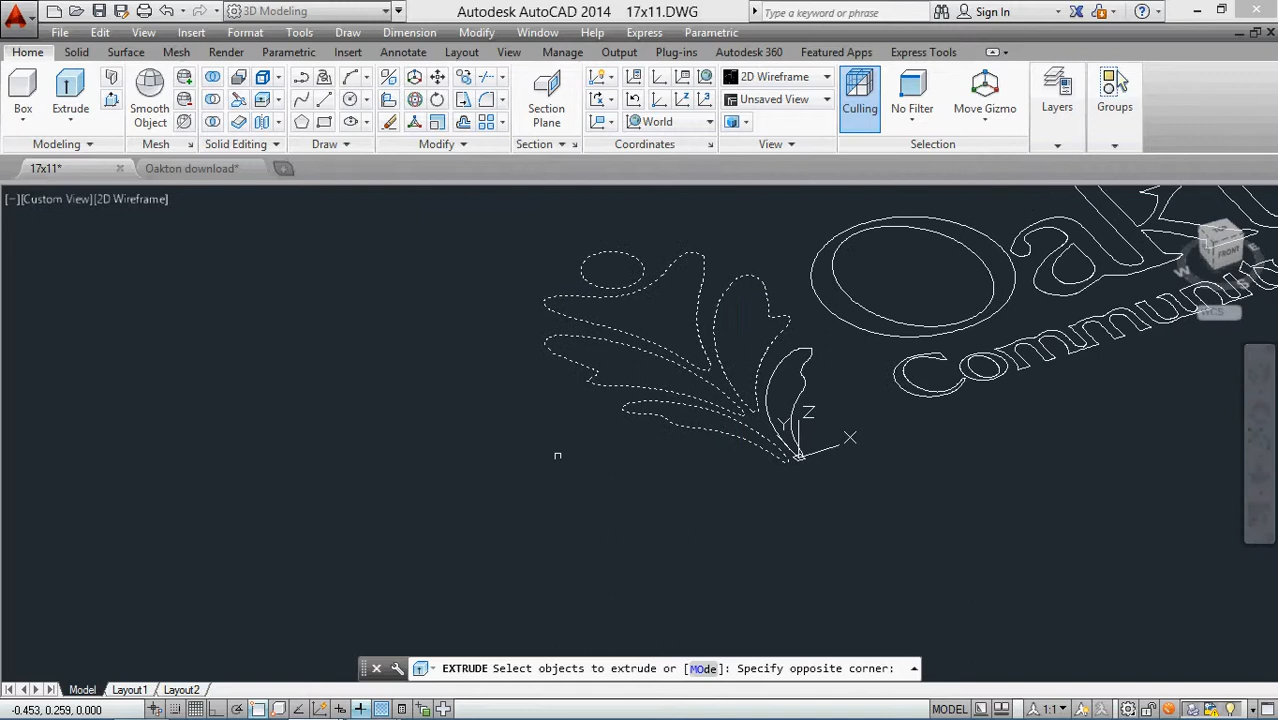 Autodesk AutoCAD 2014 17x11.DWG
3D Modeling
Type a keyword or phrase
Sign In
File Edit View Insert Format Tools Draw Dimension Modify Window Help Express Parametric
Home Solid Surface Mesh Render Parametric Insert Annotate Layout View Manage Output Plug-ins Autodesk 360 Featured Apps Express Tools
Box
Extrude
Smooth
Object
Section
Plane
2D Wireframe
Unsaved View
World
Culling
No Filter
Move Gizmo
Layers
Groups
Modeling
Mesh
Solid Editing
Draw
Modify
Section
Coordinates
View
Selection
17x11*
Oakton download*
[−][Custom View][2D Wireframe]
Oak
Communi
W
FRONT
E
S
WCS
Y
Z
X
EXTRUDE Select objects to extrude or [MOde]: Specify opposite corner:
Model Layout1 Layout2
-0.453, 0.259, 0.000
MODEL
1:1